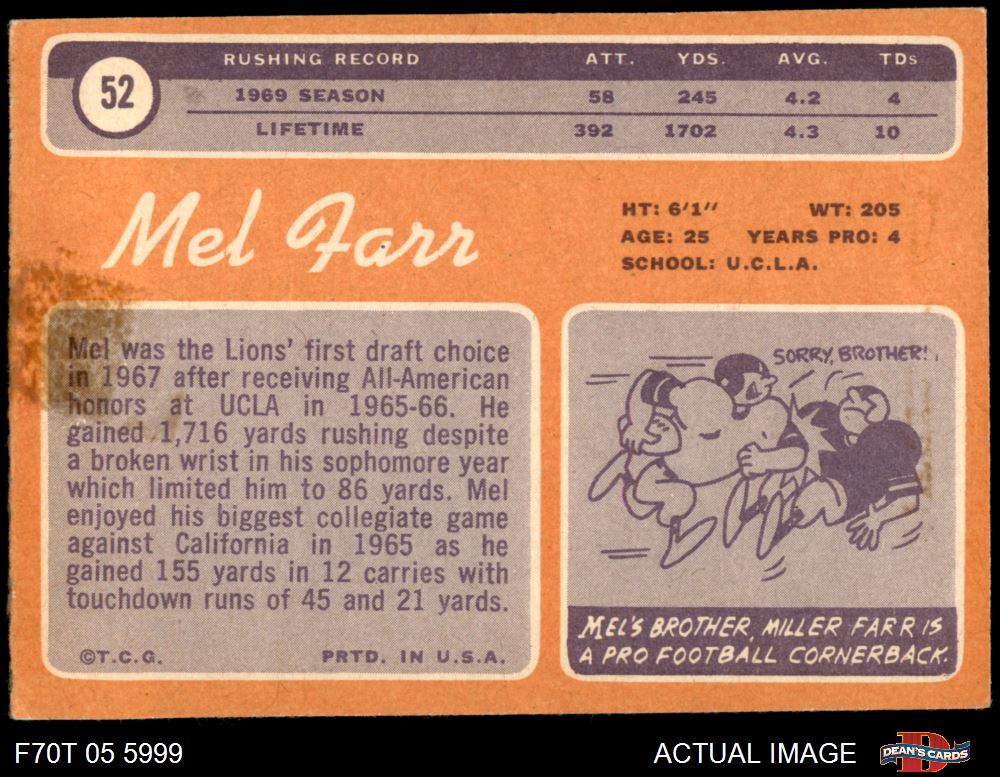 52
RUSHING RECORD ATT. YDS. AVG. TDs
1969 SEASON 58 245 4.2 4
LIFETIME 392 1702 4.3 10
Mel Farr
HT: 6'1" WT: 205
AGE: 25 YEARS PRO: 4
SCHOOL: U.C.L.A.
Mel was the Lions' first draft choice
in 1967 after receiving All-American
honors at UCLA in 1965-66. He
gained 1,716 yards rushing despite
a broken wrist in his sophomore year
which limited him to 86 yards. Mel
enjoyed his biggest collegiate game
against California in 1965 as he
gained 155 yards in 12 carries with
touchdown runs of 45 and 21 yards.
©T.C.G. PRTD. IN U.S.A.
SORRY, BROTHER!
MEL'S BROTHER, MILLER FARR IS
A PRO FOOTBALL CORNERBACK.
F70T 05 5999
ACTUAL IMAGE
D
DEAN'S CARDS